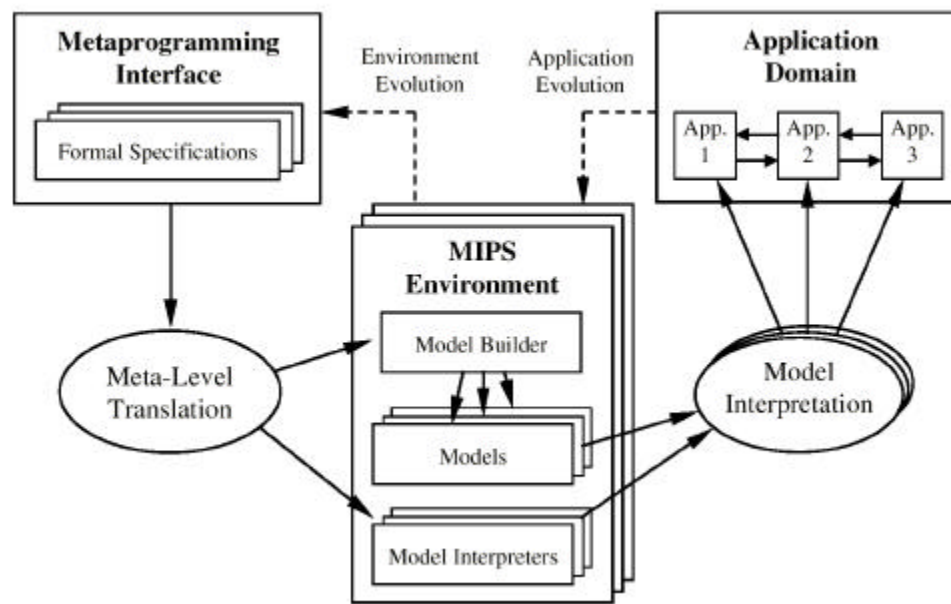 Metaprogramming
Interface
Formal Specifications
Environment
Evolution
Application
Evolution
Application
Domain
App.
1
App.
2
App.
3
MIPS
Environment
Model Builder
Models
Model Interpreters
Meta-Level
Translation
Model
Interpretation